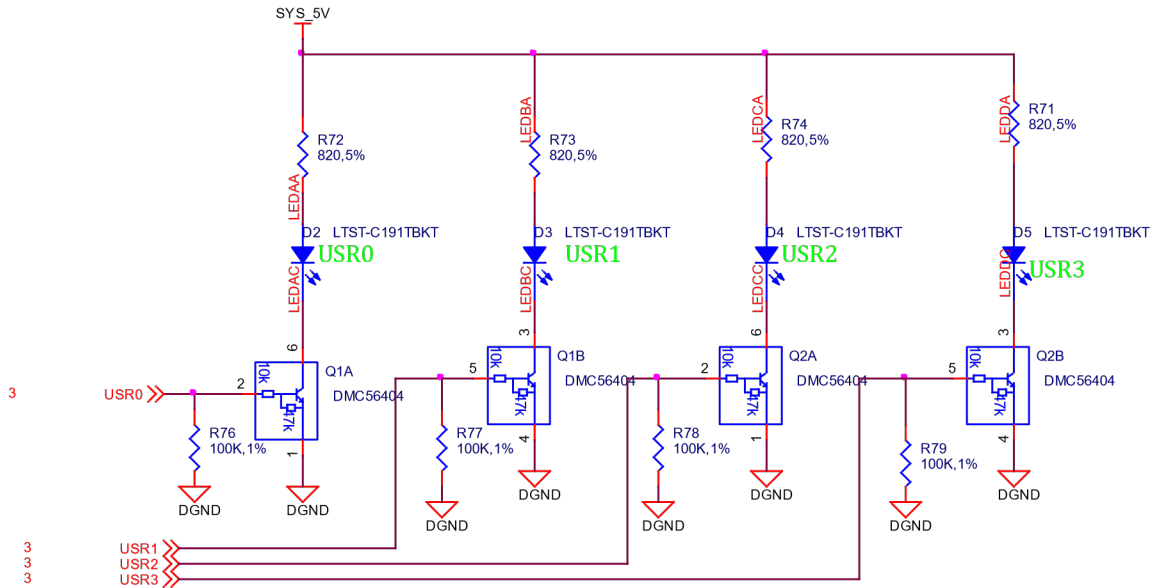 SYS_5V
LEDBA
LEDCA
LEDDA
R71
820,5%
R72
820,5%
R73
820,5%
R74
820,5%
LEDAA
D2 LTST-C191TBKT
USR0
D3 LTST-C191TBKT
USR1
D4 LTST-C191TBKT
USR2
D5 LTST-C191TBKT
USR3
LEDAC
LEDBC
LEDCC
LEDDC
6
3
6
3
10k
47k
Q1A
DMC56404
10k
47k
Q1B
DMC56404
10k
47k
Q2A
DMC56404
10k
47k
Q2B
DMC56404
3 USR0
2
5
2
5
R76
100K,1%
R77
100K,1%
R78
100K,1%
R79
100K,1%
1
4
1
4
DGND
DGND
DGND
DGND
DGND
DGND
DGND
DGND
3 USR1
3 USR2
3 USR3